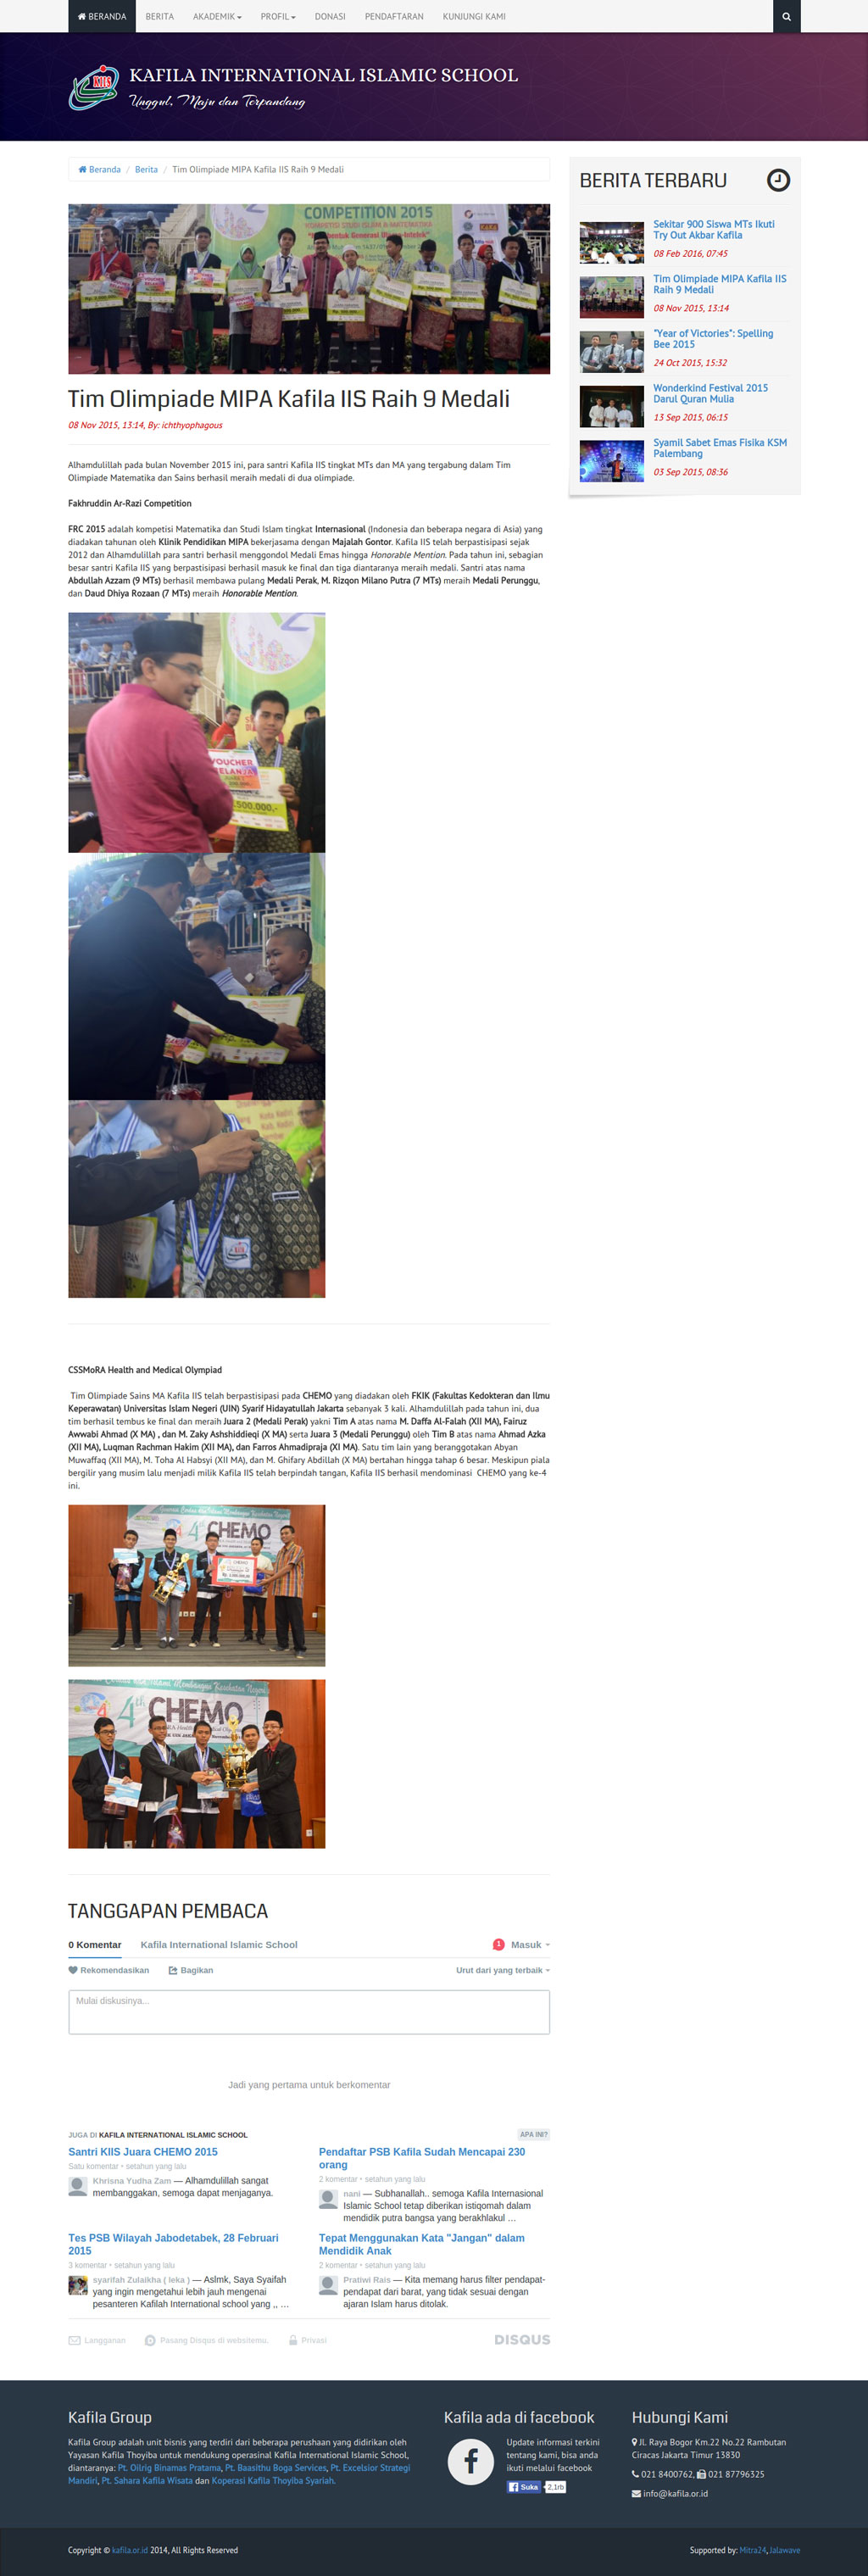 BERANDA BERITA AKADEMIK PROFIL DONASI PENDAFTARAN KUNJUNGI KAMI
KIIS
KAFILA INTERNATIONAL ISLAMIC SCHOOL
Unggul, Maju dan Terpandang
Beranda / Berita / Tim Olimpiade MIPA Kafila IIS Raih 9 Medali
COMPETITION 2015
Tim Olimpiade MIPA Kafila IIS Raih 9 Medali
08 Nov 2015, 13:14, By: ichthyophagous
Alhamdulillah pada bulan November 2015 ini, para santri Kafila IIS tingkat MTs dan MA yang tergabung dalam Tim
Olimpiade Matematika dan Sains berhasil meraih medali di dua olimpiade.
Fakhruddin Ar-Razi Competition
FRC 2015 adalah kompetisi Matematika dan Studi Islam tingkat Internasional (Indonesia dan beberapa negara di Asia) yang
diadakan tahunan oleh Klinik Pendidikan MIPA bekerjasama dengan Majalah Gontor. Kafila IIS telah berpastisipasi sejak
2012 dan Alhamdulillah para santri berhasil menggondol Medali Emas hingga Honorable Mention. Pada tahun ini, sebagian
besar santri Kafila IIS yang berpastisipasi berhasil masuk ke final dan tiga diantaranya meraih medali. Santri atas nama
Abdullah Azzam (9 MTs) berhasil membawa pulang Medali Perak, M. Rizqon Milano Putra (7 MTs) meraih Medali Perunggu,
dan Daud Dhiya Rozaan (7 MTs) meraih Honorable Mention.
VOUCHER
500.000,-
CSSMoRA Health and Medical Olympiad
Tim Olimpiade Sains MA Kafila IIS telah berpastisipasi pada CHEMO yang diadakan oleh FKIK (Fakultas Kedokteran dan Ilmu
Keperawatan) Universitas Islam Negeri (UIN) Syarif Hidayatullah Jakarta sebanyak 3 kali. Alhamdulillah pada tahun ini, dua
tim berhasil tembus ke final dan meraih Juara 2 (Medali Perak) yakni Tim A atas nama M. Daffa Al-Falah (XII MA), Fairuz
Awwabi Ahmad (X MA) , dan M. Zaky Ashshiddieqi (X MA) serta Juara 3 (Medali Perunggu) oleh Tim B atas nama Ahmad Azka
(XII MA), Luqman Rachman Hakim (XII MA), dan Farros Ahmadipraja (XI MA). Satu tim lain yang beranggotakan Abyan
Muwaffaq (XII MA), M. Toha Al Habsyi (XII MA), dan M. Ghifary Abdillah (X MA) bertahan hingga tahap 6 besar. Meskipun piala
bergilir yang musim lalu menjadi milik Kafila IIS telah berpindah tangan, Kafila IIS berhasil mendominasi CHEMO yang ke-4
ini.
4th CHEMO
4th CHEMO
TANGGAPAN PEMBACA
0 Komentar Kafila International Islamic School 1 Masuk
Rekomendasikan Bagikan Urut dari yang terbaik
Mulai diskusinya...
Jadi yang pertama untuk berkomentar
JUGA DI KAFILA INTERNATIONAL ISLAMIC SCHOOL APA INI?
Santri KIIS Juara CHEMO 2015
Satu komentar • setahun yang lalu
Khrisna Yudha Zam — Alhamdulillah sangat
membanggakan, semoga dapat menjaganya.
Pendaftar PSB Kafila Sudah Mencapai 230
orang
2 komentar • setahun yang lalu
nani — Subhanallah.. semoga Kafila Internasional
Islamic School tetap diberikan istiqomah dalam
mendidik putra bangsa yang berakhlakul …
Tes PSB Wilayah Jabodetabek, 28 Februari
2015
3 komentar • setahun yang lalu
syarifah Zulaikha ( leka ) — Aslmk, Saya Syaifah
yang ingin mengetahui lebih jauh mengenai
pesanteren Kafilah International school yang ,, …
Tepat Menggunakan Kata "Jangan" dalam
Mendidik Anak
2 komentar • setahun yang lalu
Pratiwi Rais — Kita memang harus filter pendapat-
pendapat dari barat, yang tidak sesuai dengan
ajaran Islam harus ditolak.
Langganan Pasang Disqus di websitemu. Privasi DISQUS
BERITA TERBARU
Sekitar 900 Siswa MTs Ikuti
Try Out Akbar Kafila
08 Feb 2016, 07:45
Tim Olimpiade MIPA Kafila IIS
Raih 9 Medali
08 Nov 2015, 13:14
"Year of Victories": Spelling
Bee 2015
24 Oct 2015, 15:32
Wonderkind Festival 2015
Darul Quran Mulia
13 Sep 2015, 06:15
Syamil Sabet Emas Fisika KSM
Palembang
03 Sep 2015, 08:36
Kafila Group
Kafila Group adalah unit bisnis yang terdiri dari beberapa perushaan yang didirikan oleh
Yayasan Kafila Thoyiba untuk mendukung operasinal Kafila International Islamic School,
diantaranya: Pt. Oilrig Binamas Pratama, Pt. Baasithu Boga Services, Pt. Excelsior Strategi
Mandiri, Pt. Sahara Kafila Wisata dan Koperasi Kafila Thoyiba Syariah.
Kafila ada di facebook
Update informasi terkini
tentang kami, bisa anda
ikuti melalui facebook
Suka 2,1rb
Hubungi Kami
Jl. Raya Bogor Km.22 No.22 Rambutan
Ciracas Jakarta Timur 13830
021 8400762, 021 87796325
info@kafila.or.id
Copyright © kafila.or.id 2014, All Rights Reserved
Supported by: Mitra24, Jalawave